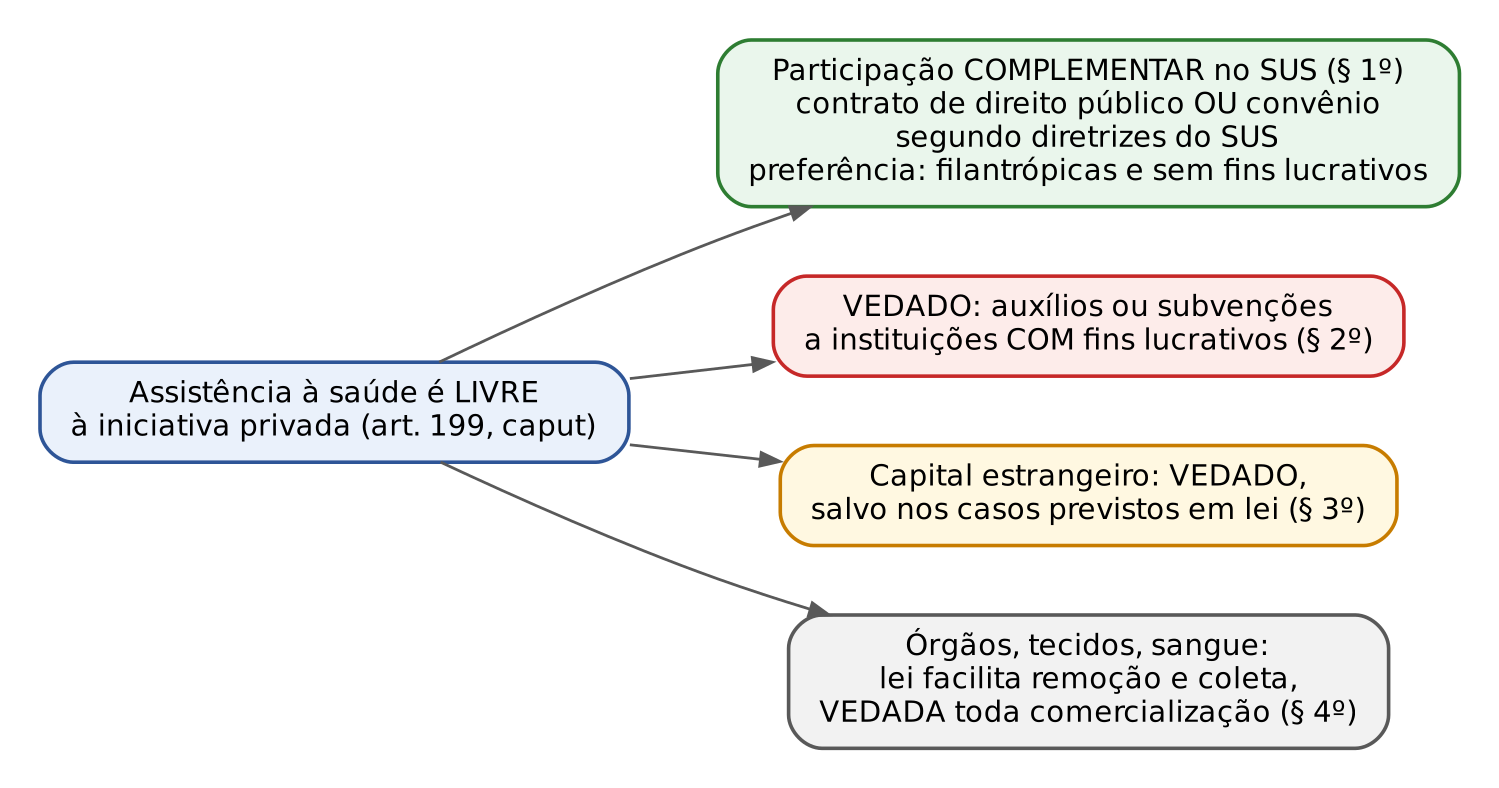 Assistência à saúde é LIVRE
à iniciativa privada (art. 199, caput)
Participação COMPLEMENTAR no SUS (§ 1º)
contrato de direito público OU convênio
segundo diretrizes do SUS
preferência: filantrópicas e sem fins lucrativos
VEDADO: auxílios ou subvenções
a instituições COM fins lucrativos (§ 2º)
Capital estrangeiro: VEDADO,
salvo nos casos previstos em lei (§ 3º)
Órgãos, tecidos, sangue:
lei facilita remoção e coleta,
VEDADA toda comercialização (§ 4º)